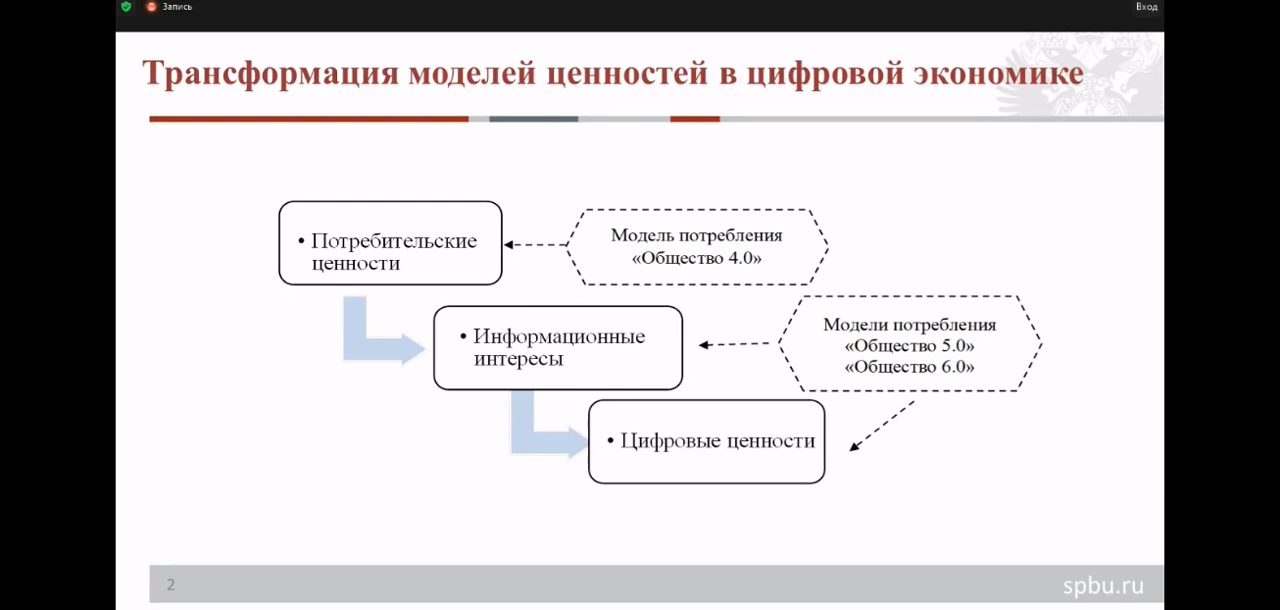 Запись
Вход
Трансформация моделей ценностей в цифровой экономике
• Потребительские
ценности
Модель потребления
«Общество 4.0»
• Информационные
интересы
Модели потребления
«Общество 5.0»
«Общество 6.0»
• Цифровые ценности
2
spbu.ru